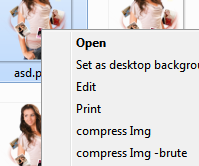 Open
Set as desktop backgrou
asd.p
Edit
Print
compress Img
compress Img -brute